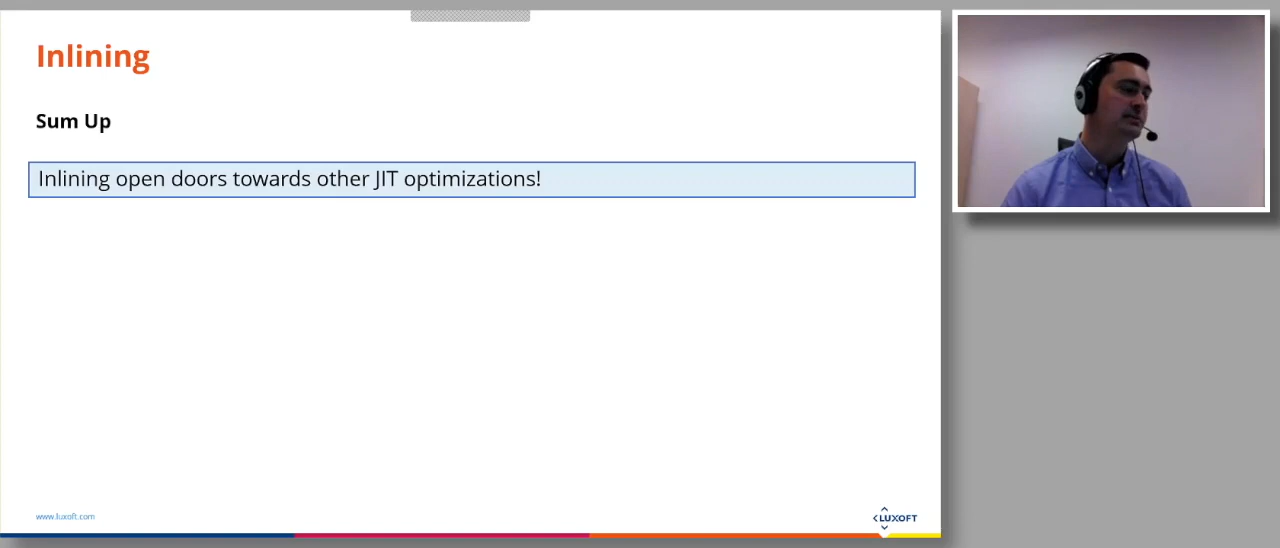 Inlining
Sum Up
Inlining open doors towards other JIT optimizations!
www.luxoft.com
LUXOFT